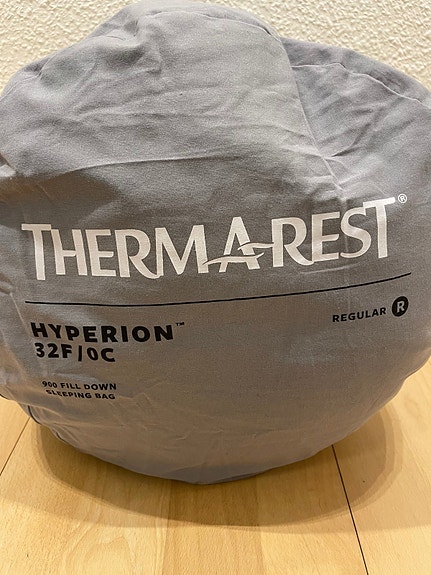 THERMAREST®
HYPERION™
32F/0C
REGULAR R
900 FILL DOWN
SLEEPING BAG